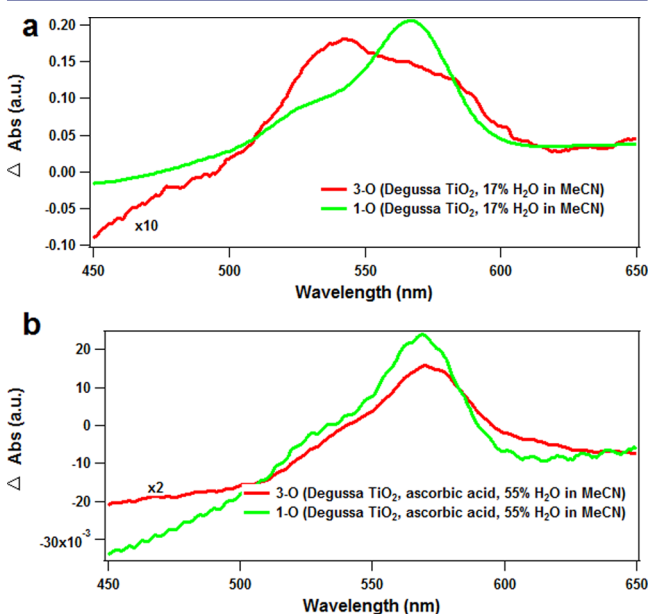 a
0.20
0.15
0.10
0.05
0.00
-0.05
-0.10
△ Abs (a.u.)
x10
3-O (Degussa TiO₂, 17% H₂O in MeCN)
1-O (Degussa TiO₂, 17% H₂O in MeCN)
450 500 550 600 650
Wavelength (nm)
b
20
10
0
-10
-20
-30x10⁻³
△ Abs (a.u.)
x2
3-O (Degussa TiO₂, ascorbic acid, 55% H₂O in MeCN)
1-O (Degussa TiO₂, ascorbic acid, 55% H₂O in MeCN)
450 500 550 600 650
Wavelength (nm)